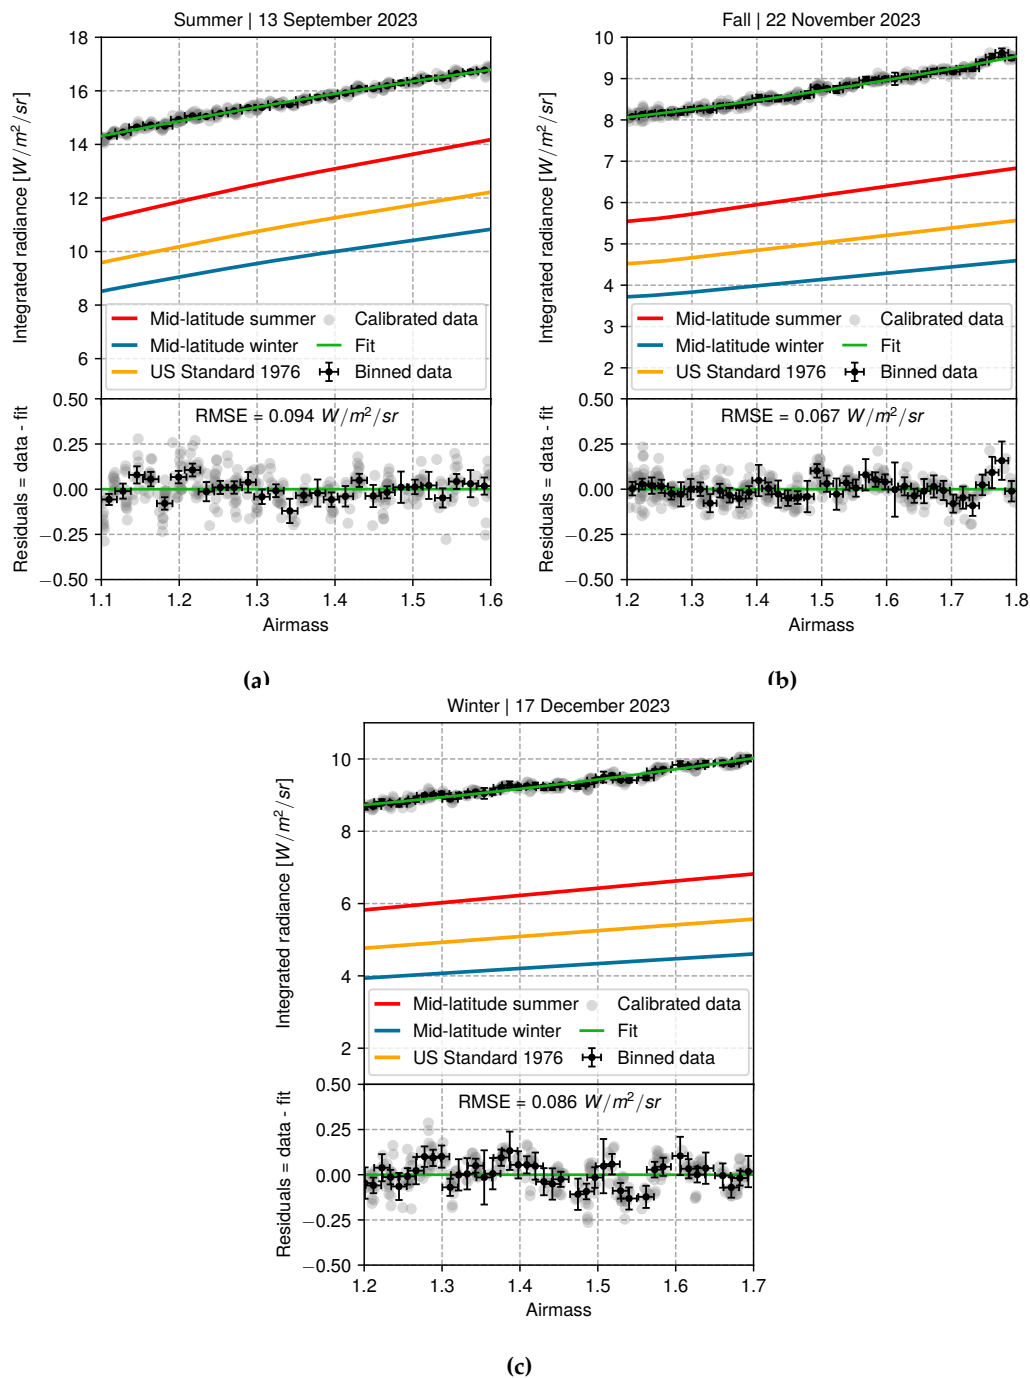 Summer | 13 September 2023
Integrated radiance [W/m²/sr]
18
16
14
12
10
8
6
Mid-latitude summer
Mid-latitude winter
US Standard 1976
Calibrated data
Fit
Binned data
Residuals = data - fit
0.50
0.25
0.00
−0.25
−0.50
RMSE = 0.094 W/m²/sr
1.1 1.2 1.3 1.4 1.5 1.6
Airmass
(a)
Fall | 22 November 2023
Integrated radiance [W/m²/sr]
10
9
8
7
6
5
4
3
2
Mid-latitude summer
Mid-latitude winter
US Standard 1976
Calibrated data
Fit
Binned data
Residuals = data - fit
0.50
0.25
0.00
−0.25
−0.50
RMSE = 0.067 W/m²/sr
1.2 1.3 1.4 1.5 1.6 1.7 1.8
Airmass
(b)
Winter | 17 December 2023
Integrated radiance [W/m²/sr]
10
8
6
4
2
Mid-latitude summer
Mid-latitude winter
US Standard 1976
Calibrated data
Fit
Binned data
Residuals = data - fit
0.50
0.25
0.00
−0.25
−0.50
RMSE = 0.086 W/m²/sr
1.2 1.3 1.4 1.5 1.6 1.7
Airmass
(c)